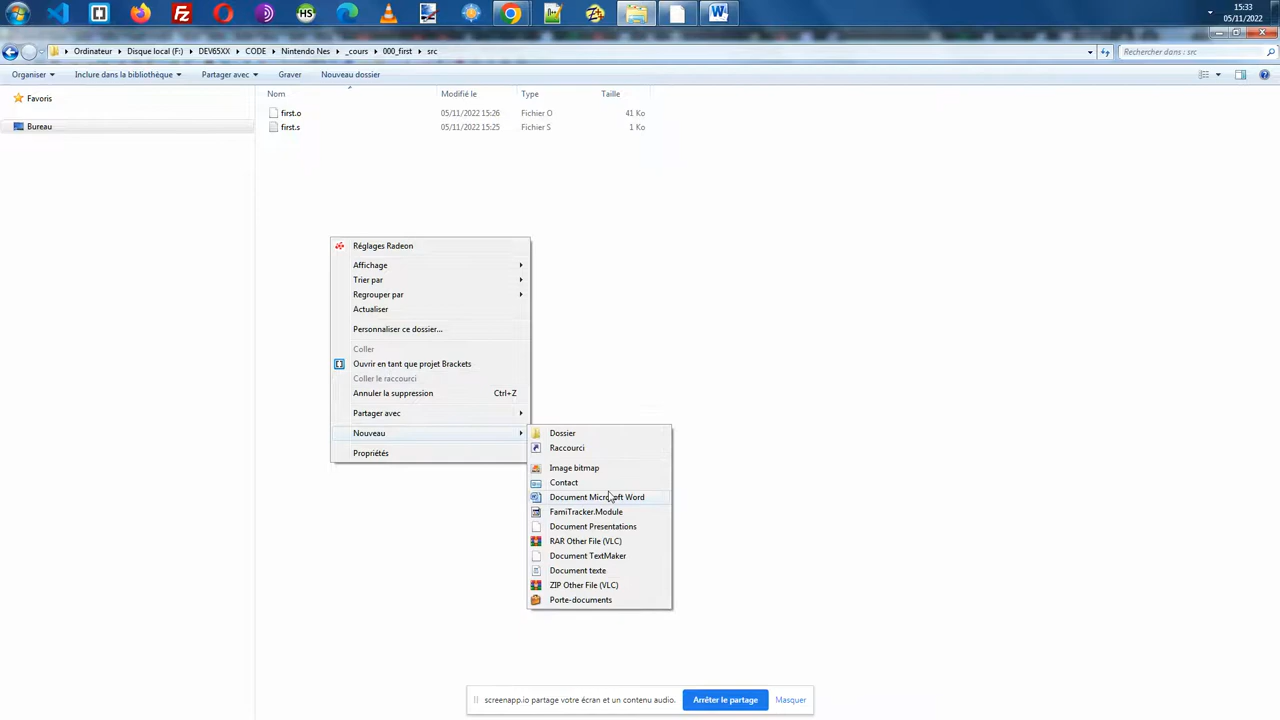 HS
W
15:33
05/11/2022
Ordinateur ▸ Disque local (F:) ▸ DEV65XX ▸ CODE ▸ Nintendo Nes ▸ _cours ▸ 000_first ▸ src
Rechercher dans : src
Organiser Inclure dans la bibliothèque Partager avec Graver Nouveau dossier
Favoris
Bureau
Nom Modifié le Type Taille
first.o 05/11/2022 15:26 Fichier O 41 Ko
first.s 05/11/2022 15:25 Fichier S 1 Ko
Réglages Radeon
Affichage
Trier par
Regrouper par
Actualiser
Personnaliser ce dossier...
Coller
Ouvrir en tant que projet Brackets
Coller le raccourci
Annuler la suppression Ctrl+Z
Partager avec
Nouveau
Propriétés
Dossier
Raccourci
Image bitmap
Contact
Document Microsoft Word
FamiTracker.Module
Document Presentations
RAR Other File (VLC)
Document TextMaker
Document texte
ZIP Other File (VLC)
Porte-documents
screenapp.io partage votre écran et un contenu audio. Arrêter le partage Masquer